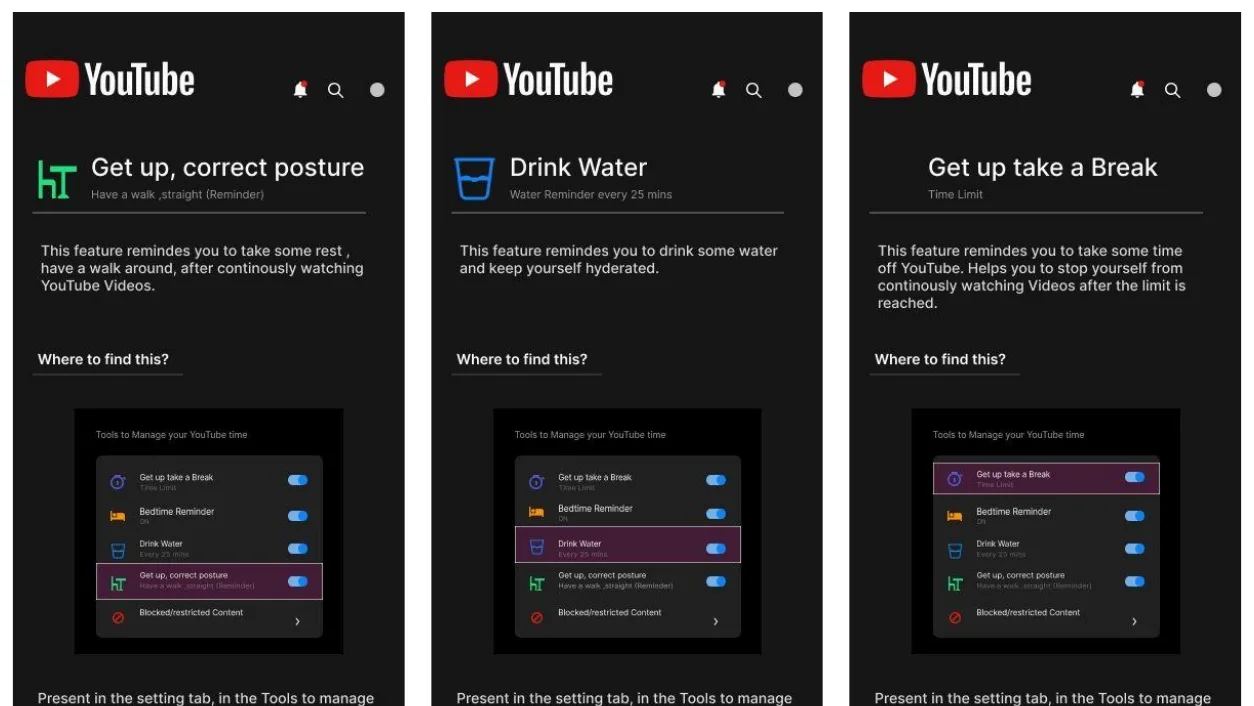 YouTube
Get up, correct posture
Have a walk ,straight (Reminder)
This feature remindes you to take some rest ,
have a walk around, after continously watching
YouTube Videos.
Where to find this?
Tools to Manage your YouTube time
Get up take a Break
Time Limit
Bedtime Reminder
ON
Drink Water
Every 25 mins
Get up, correct posture
Have a walk ,straight (Reminder)
Blocked/restricted Content
Present in the setting tab, in the Tools to manage
YouTube
Drink Water
Water Reminder every 25 mins
This feature remindes you to drink some water
and keep yourself hyderated.
Where to find this?
Tools to Manage your YouTube time
Get up take a Break
Time Limit
Bedtime Reminder
ON
Drink Water
Every 25 mins
Get up, correct posture
Have a walk ,straight (Reminder)
Blocked/restricted Content
Present in the setting tab, in the Tools to manage
YouTube
Get up take a Break
Time Limit
This feature remindes you to take some time
off YouTube. Helps you to stop yourself from
continously watching Videos after the limit is
reached.
Where to find this?
Tools to Manage your YouTube time
Get up take a Break
Time Limit
Bedtime Reminder
ON
Drink Water
Every 25 mins
Get up, correct posture
Have a walk ,straight (Reminder)
Blocked/restricted Content
Present in the setting tab, in the Tools to manage